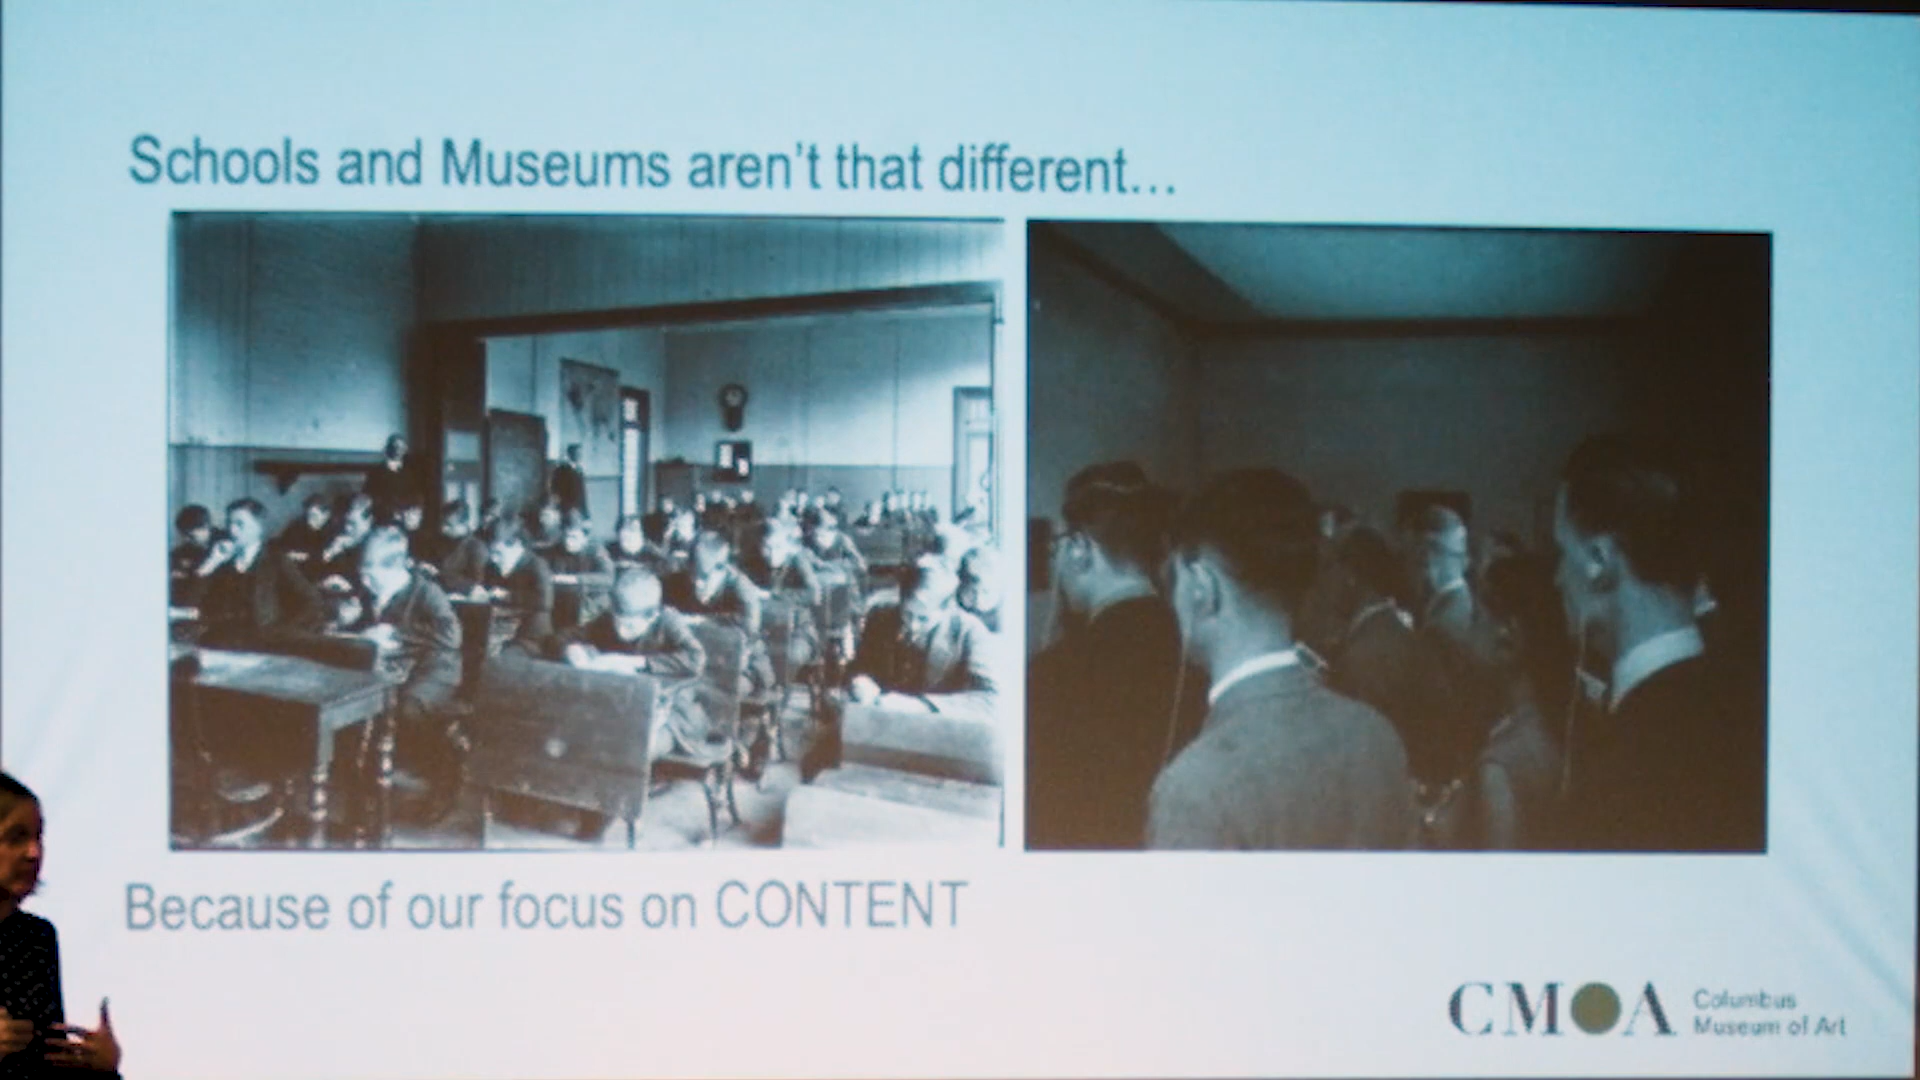 Schools and Museums aren't that different...
Because of our focus on CONTENT
CMOA
Columbus
Museum of Art